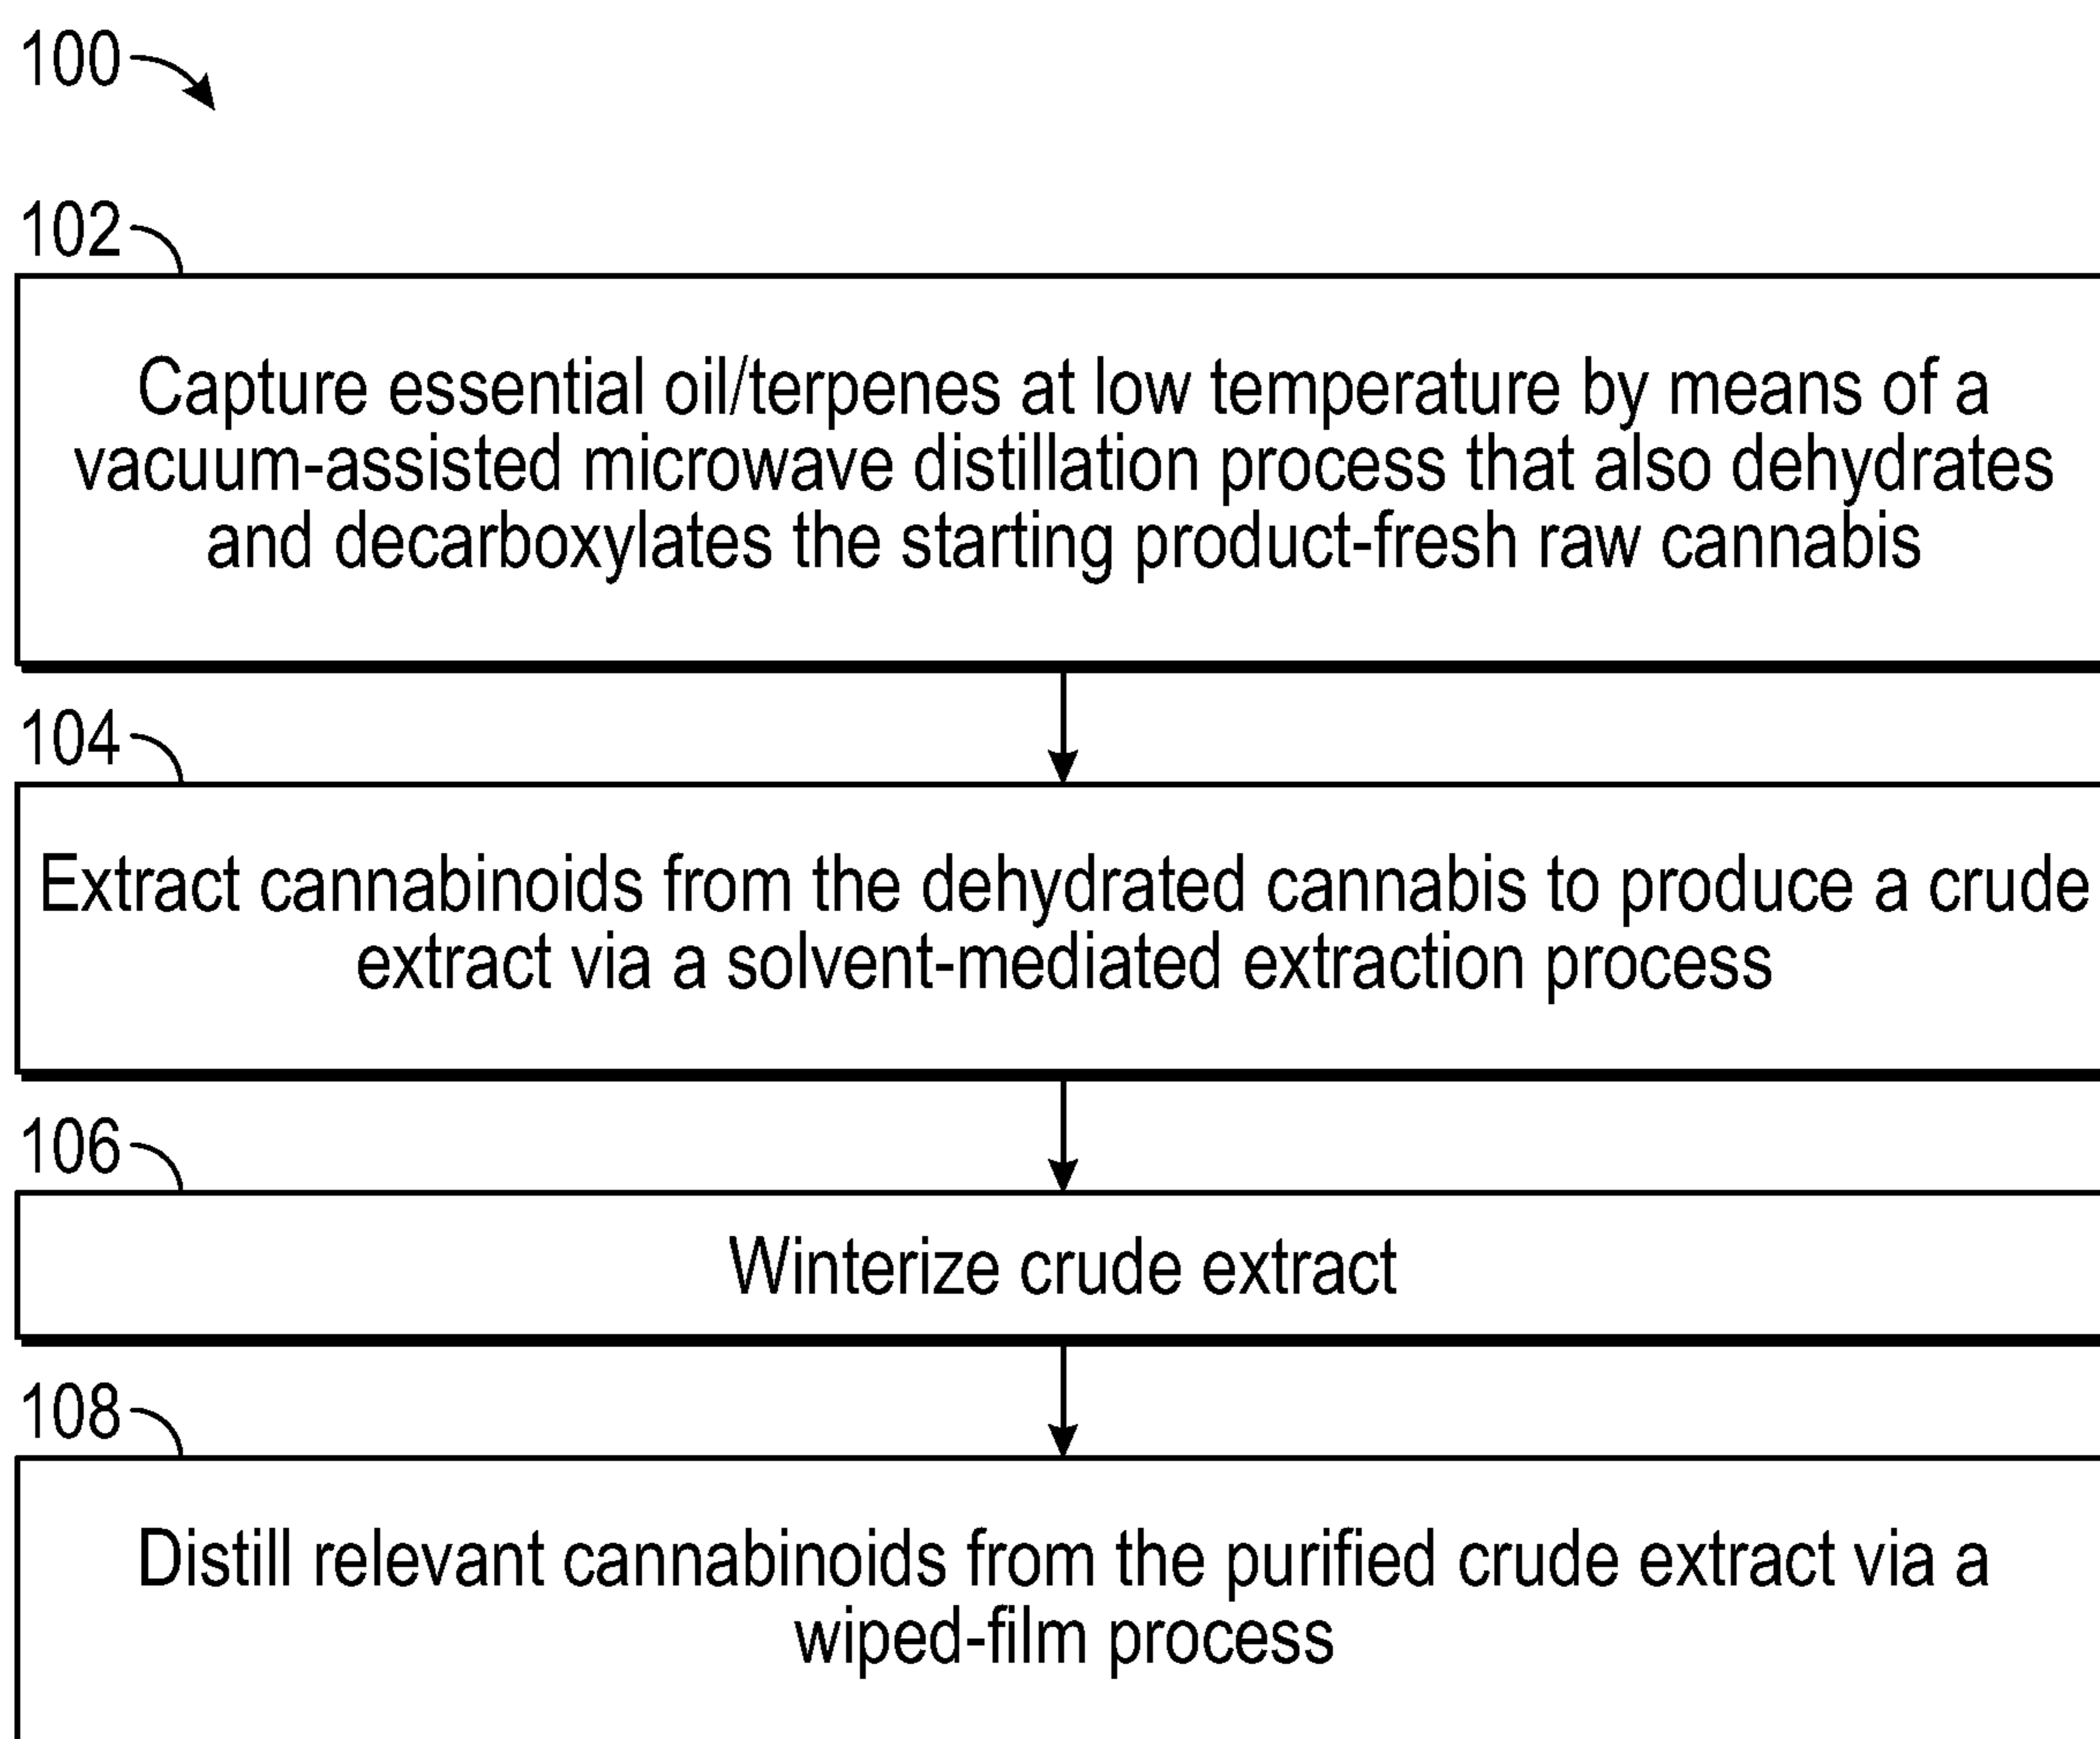 100
102
Capture essential oil/terpenes at low temperature by means of a
vacuum-assisted microwave distillation process that also dehydrates
and decarboxylates the starting product-fresh raw cannabis
104
Extract cannabinoids from the dehydrated cannabis to produce a crude
extract via a solvent-mediated extraction process
106
Winterize crude extract
108
Distill relevant cannabinoids from the purified crude extract via a
wiped-film process